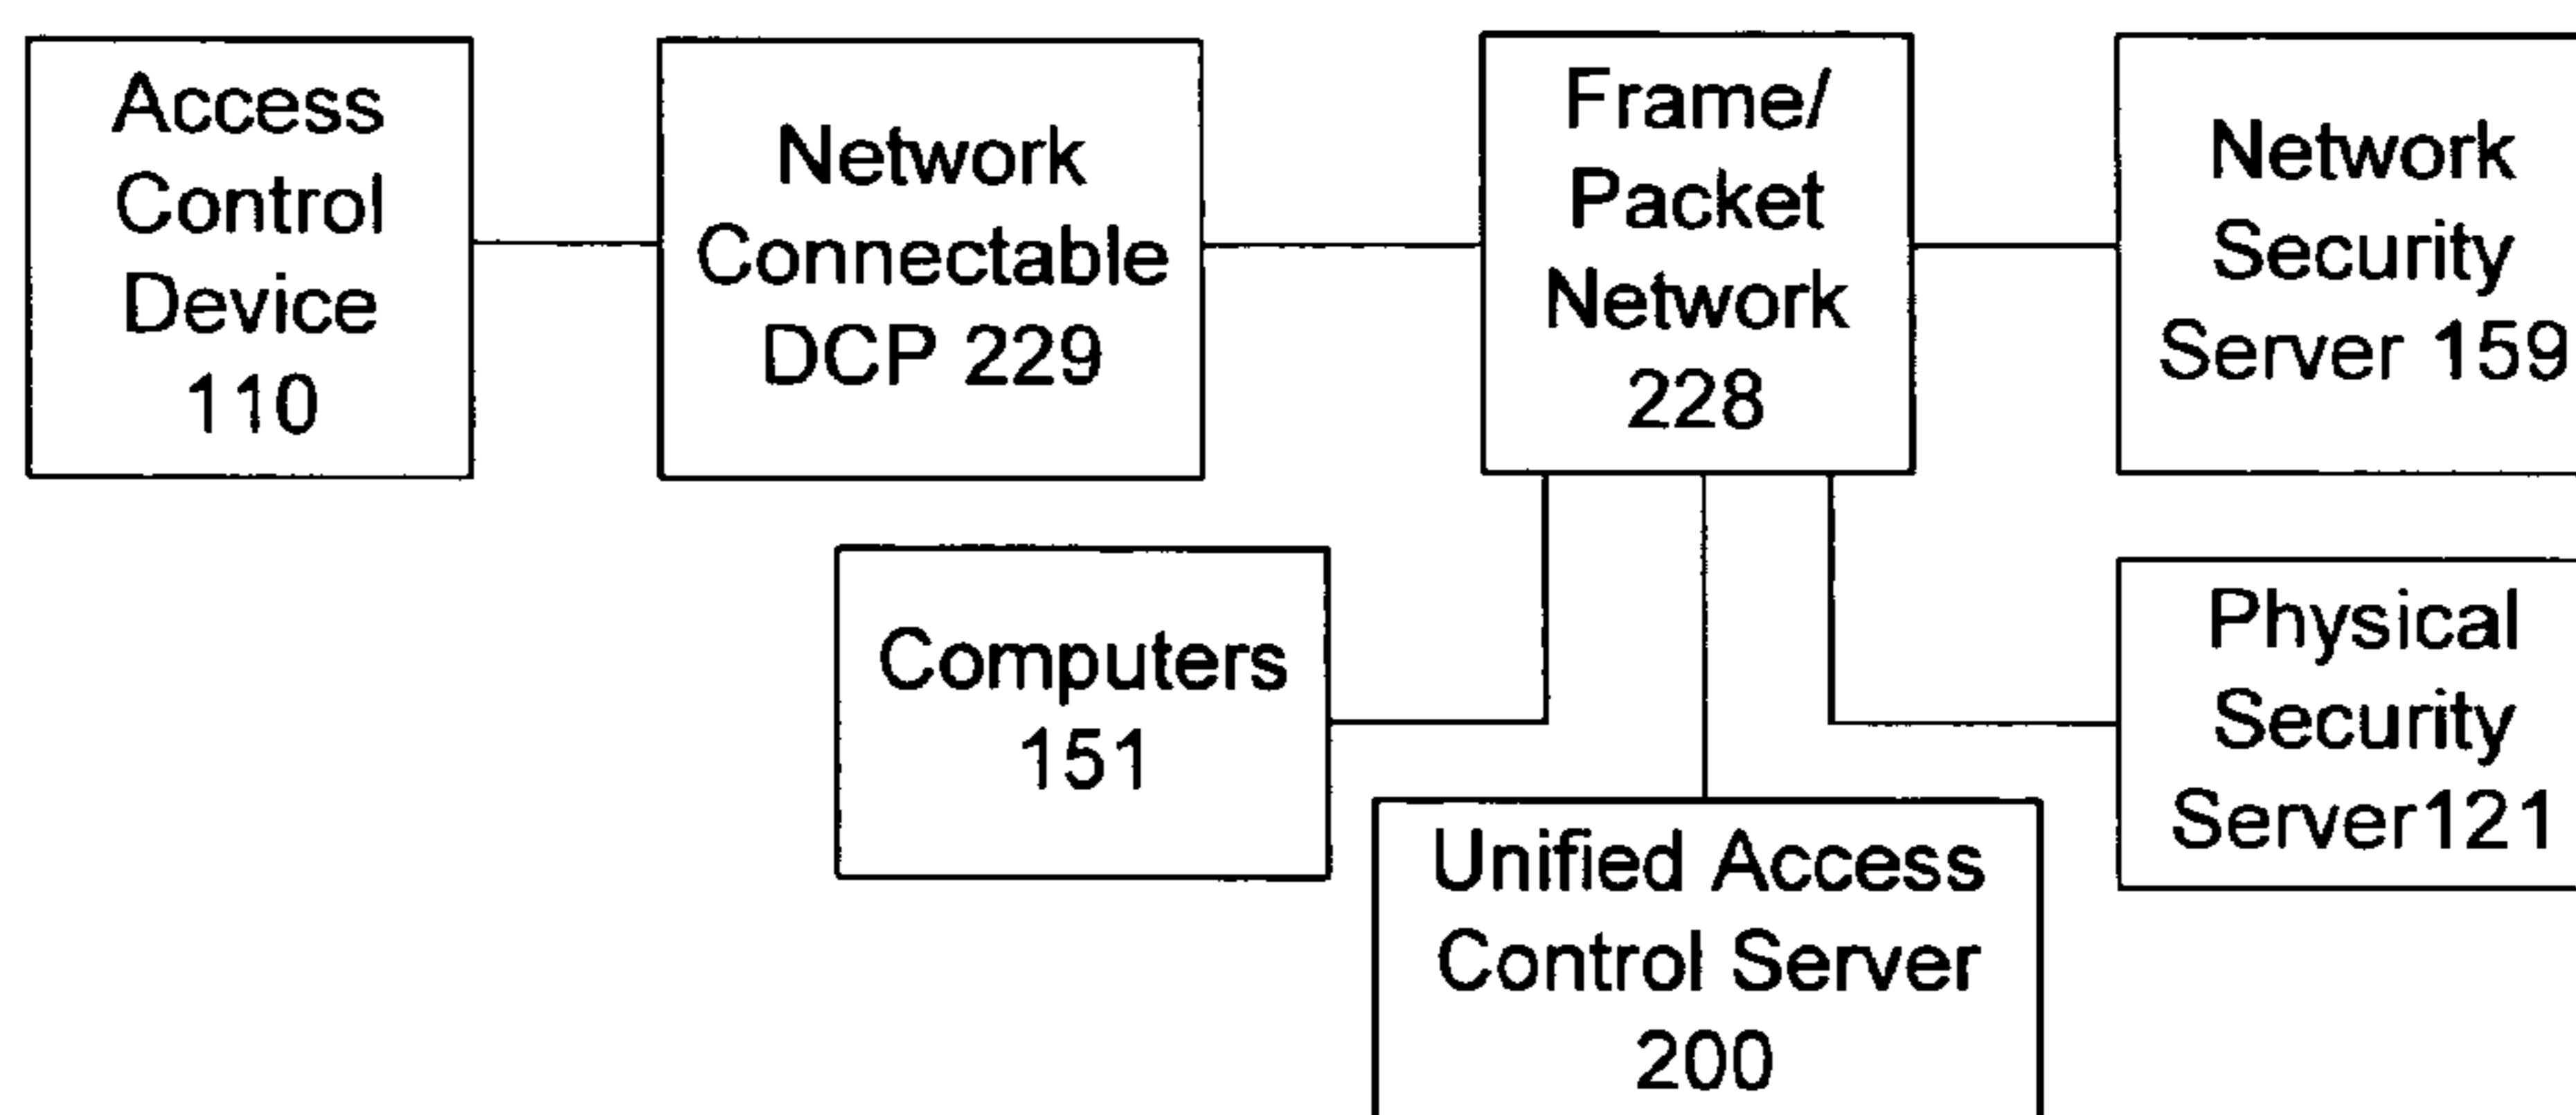 Access
Control
Device
110
Network
Connectable
DCP 229
Frame/
Packet
Network
228
Network
Security
Server 159
Computers
151
Physical
Security
Server121
Unified Access
Control Server
200